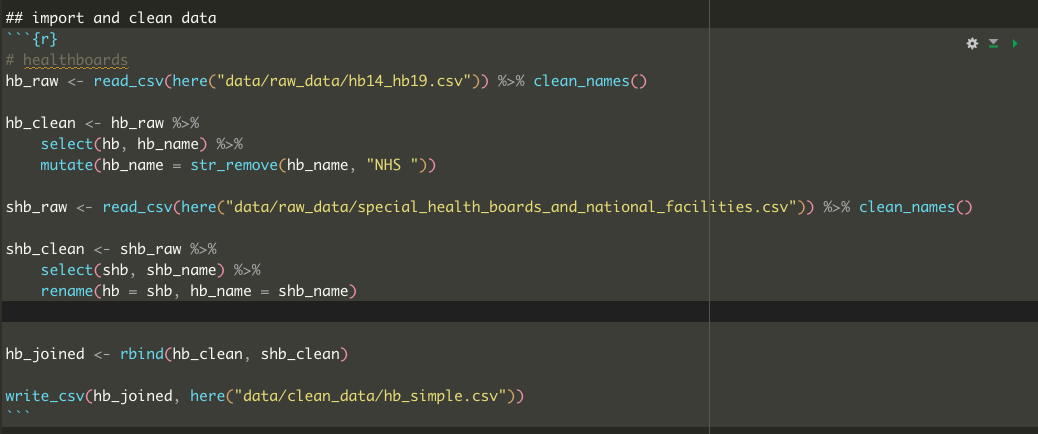 ## import and clean data
```{r}
# healthboards
hb_raw <- read_csv(here("data/raw_data/hb14_hb19.csv")) %>% clean_names()
hb_clean <- hb_raw %>%
    select(hb, hb_name) %>%
    mutate(hb_name = str_remove(hb_name, "NHS "))
shb_raw <- read_csv(here("data/raw_data/special_health_boards_and_national_facilities.csv")) %>% clean_names()
shb_clean <- shb_raw %>%
    select(shb, shb_name) %>%
    rename(hb = shb, hb_name = shb_name)
hb_joined <- rbind(hb_clean, shb_clean)
write_csv(hb_joined, here("data/clean_data/hb_simple.csv"))
```